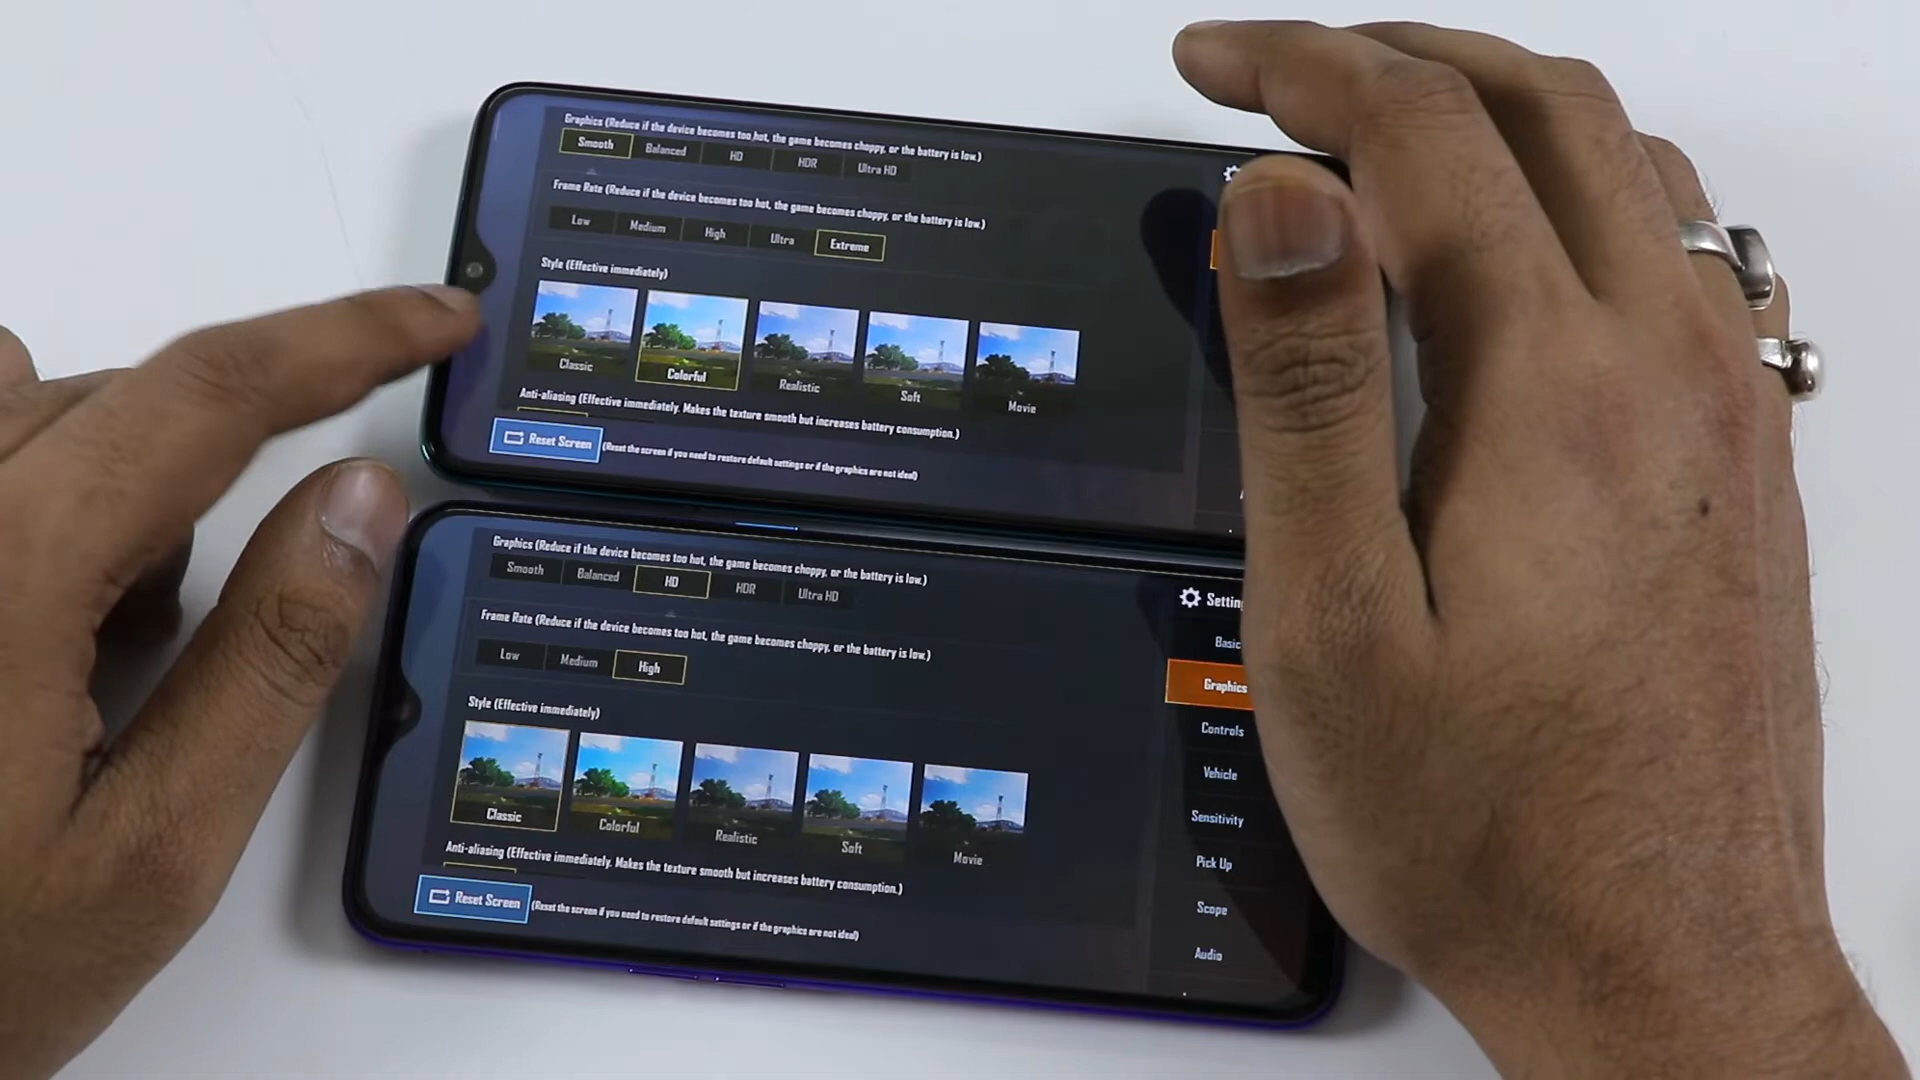 Graphics (Reduce if the device becomes too hot, the game becomes choppy, or the battery is low.)
Smooth Balanced HD HDR Ultra HD
Frame Rate (Reduce if the device becomes too hot, the game becomes choppy, or the battery is low.)
Low Medium High Ultra Extreme
Style (Effective immediately)
Classic Colorful Realistic Soft Movie
Anti-aliasing (Effective immediately. Makes the texture smooth but increases battery consumption.)
Reset Screen (Reset the screen if you need to restore default settings or if the graphics are not ideal)
Graphics (Reduce if the device becomes too hot, the game becomes choppy, or the battery is low.)
Smooth Balanced HD HDR Ultra HD
Frame Rate (Reduce if the device becomes too hot, the game becomes choppy, or the battery is low.)
Low Medium High
Style (Effective immediately)
Classic Colorful Realistic Soft Movie
Anti-aliasing (Effective immediately. Makes the texture smooth but increases battery consumption.)
Reset Screen (Reset the screen if you need to restore default settings or if the graphics are not ideal)
Settin
Basic
Graphics
Controls
Vehicle
Sensitivity
Pick Up
Scope
Audio